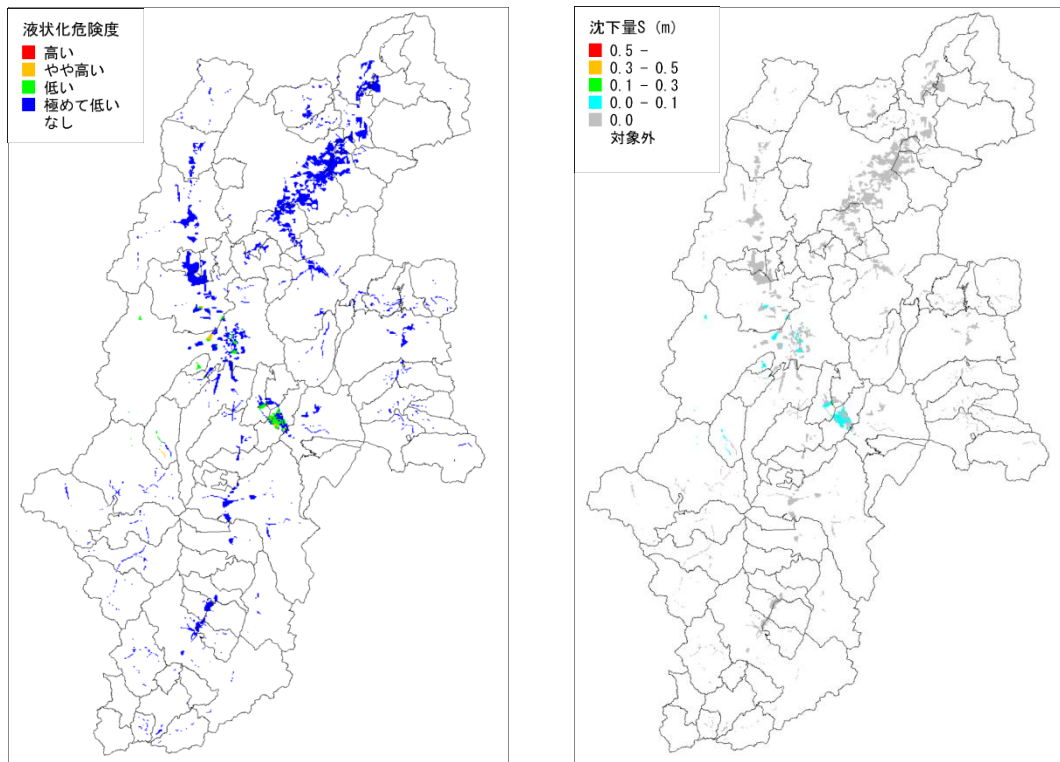 液状化危険度
高い
やや高い
低い
極めて低い
なし
沈下量S (m)
0.5 -
0.3 - 0.5
0.1 - 0.3
0.0 - 0.1
0.0
対象外